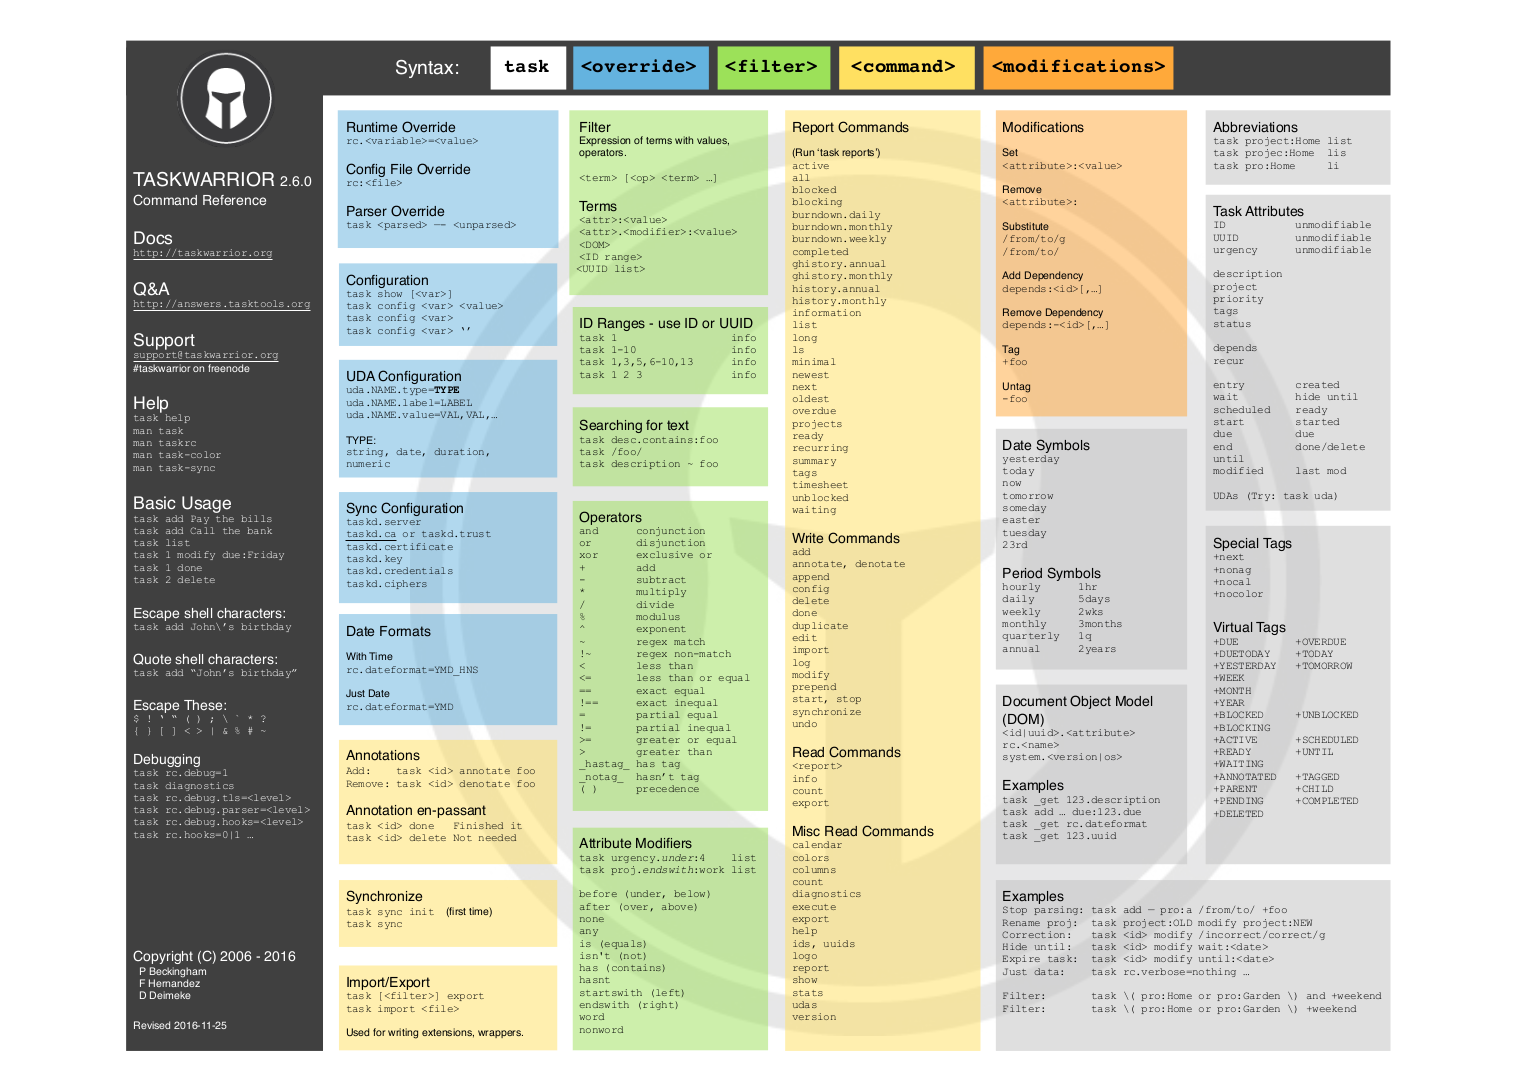 Syntax: task <override> <filter> <command> <modifications>
TASKWARRIOR 2.6.0
Command Reference
Docs
http://taskwarrior.org
Q&A
http://answers.tasktools.org
Support
support@taskwarrior.org
#taskwarrior on freenode
Help
task help
man task
man taskrc
man task-color
man task-sync
Basic Usage
task add Pay the bills
task add Call the bank
task list
task 1 modify due:Friday
task 1 done
task 2 delete
Escape shell characters:
task add John\'s birthday
Quote shell characters:
task add “John's birthday”
Escape These:
$ ! ‘ “ ( ) ; \ ` * ?
{ } [ ] < > | & % # ~
Debugging
task rc.debug=1
task diagnostics
task rc.debug.tls=<level>
task rc.debug.parser=<level>
task rc.debug.hooks=<level>
task rc.hooks=0|1 …
Copyright (C) 2006 - 2016
P Beckingham
F Hernandez
D Deimeke
Revised 2016-11-25
Runtime Override
rc.<variable>=<value>
Config File Override
rc:<file>
Parser Override
task <parsed> —— <unparsed>
Configuration
task show [<var>]
task config <var> <value>
task config <var>
task config <var> ‘’
UDA Configuration
uda.NAME.type=TYPE
uda.NAME.label=LABEL
uda.NAME.value=VAL,VAL,…
TYPE:
string, date, duration,
numeric
Sync Configuration
taskd.server
taskd.ca or taskd.trust
taskd.certificate
taskd.key
taskd.credentials
taskd.ciphers
Date Formats
With Time
rc.dateformat=YMD_HNS
Just Date
rc.dateformat=YMD
Annotations
Add: task <id> annotate foo
Remove: task <id> denotate foo
Annotation en-passant
task <id> done Finished it
task <id> delete Not needed
Synchronize
task sync init (first time)
task sync
Import/Export
task [<filter>] export
task import <file>
Used for writing extensions, wrappers.
Filter
Expression of terms with values,
operators.
<term> [<op> <term> …]
Terms
<attr>:<value>
<attr>.<modifier>:<value>
<DOM>
<ID range>
<UUID list>
ID Ranges - use ID or UUID
task 1 info
task 1-10 info
task 1,3,5,6-10,13 info
task 1 2 3 info
Searching for text
task desc.contains:foo
task /foo/
task description ~ foo
Operators
and conjunction
or disjunction
xor exclusive or
+ add
- subtract
* multiply
/ divide
% modulus
^ exponent
~ regex match
!~ regex non-match
< less than
<= less than or equal
== exact equal
!== exact inequal
= partial equal
!= partial inequal
>= greater or equal
> greater than
_hastag_ has tag
_notag_ hasn't tag
( ) precedence
Attribute Modifiers
task urgency.under:4 list
task proj.endswith:work list
before (under, below)
after (over, above)
none
any
is (equals)
isn't (not)
has (contains)
hasnt
startswith (left)
endswith (right)
word
nonword
Report Commands
(Run ‘task reports’)
active
all
blocked
blocking
burndown.daily
burndown.monthly
burndown.weekly
completed
ghistory.annual
ghistory.monthly
history.annual
history.monthly
information
list
long
ls
minimal
newest
next
oldest
overdue
projects
ready
recurring
summary
tags
timesheet
unblocked
waiting
Write Commands
add
annotate, denotate
append
config
delete
done
duplicate
edit
import
log
modify
prepend
start, stop
synchronize
undo
Read Commands
<report>
info
count
export
Misc Read Commands
calendar
colors
columns
count
diagnostics
execute
export
help
ids, uuids
logo
report
show
stats
udas
version
Modifications
Set
<attribute>:<value>
Remove
<attribute>:
Substitute
/from/to/g
/from/to/
Add Dependency
depends:<id>[,…]
Remove Dependency
depends:-<id>[,…]
Tag
+foo
Untag
-foo
Date Symbols
yesterday
today
now
tomorrow
someday
easter
tuesday
23rd
Period Symbols
hourly 1hr
daily 5days
weekly 2wks
monthly 3months
quarterly 1q
annual 2years
Document Object Model
(DOM)
<id|uuid>.<attribute>
rc.<name>
system.<version|os>
Examples
task _get 123.description
task add … due:123.due
task _get rc.dateformat
task _get 123.uuid
Abbreviations
task project:Home list
task projec:Home lis
task pro:Home li
Task Attributes
ID unmodifiable
UUID unmodifiable
urgency unmodifiable
description
project
priority
tags
status
depends
recur
entry created
wait hide until
scheduled ready
start started
due due
end done/delete
until
modified last mod
UDAs (Try: task uda)
Special Tags
+next
+nonag
+nocal
+nocolor
Virtual Tags
+DUE +OVERDUE
+DUETODAY +TODAY
+YESTERDAY +TOMORROW
+WEEK
+MONTH
+YEAR
+BLOCKED +UNBLOCKED
+BLOCKING
+ACTIVE +SCHEDULED
+READY +UNTIL
+WAITING
+ANNOTATED +TAGGED
+PARENT +CHILD
+PENDING +COMPLETED
+DELETED
Examples
Stop parsing: task add — pro:a /from/to/ +foo
Rename proj: task project:OLD modify project:NEW
Correction: task <id> modify /incorrect/correct/g
Hide until: task <id> modify wait:<date>
Expire task: task <id> modify until:<date>
Just data: task rc.verbose=nothing …
Filter: task \( pro:Home or pro:Garden \) and +weekend
Filter: task \( pro:Home or pro:Garden \) +weekend